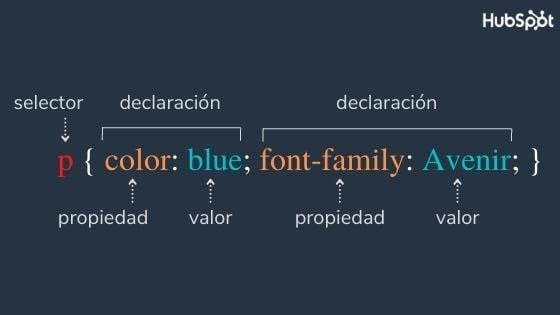 HubSpot
selector declaración declaración
p { color: blue; font-family: Avenir; }
propiedad valor propiedad valor